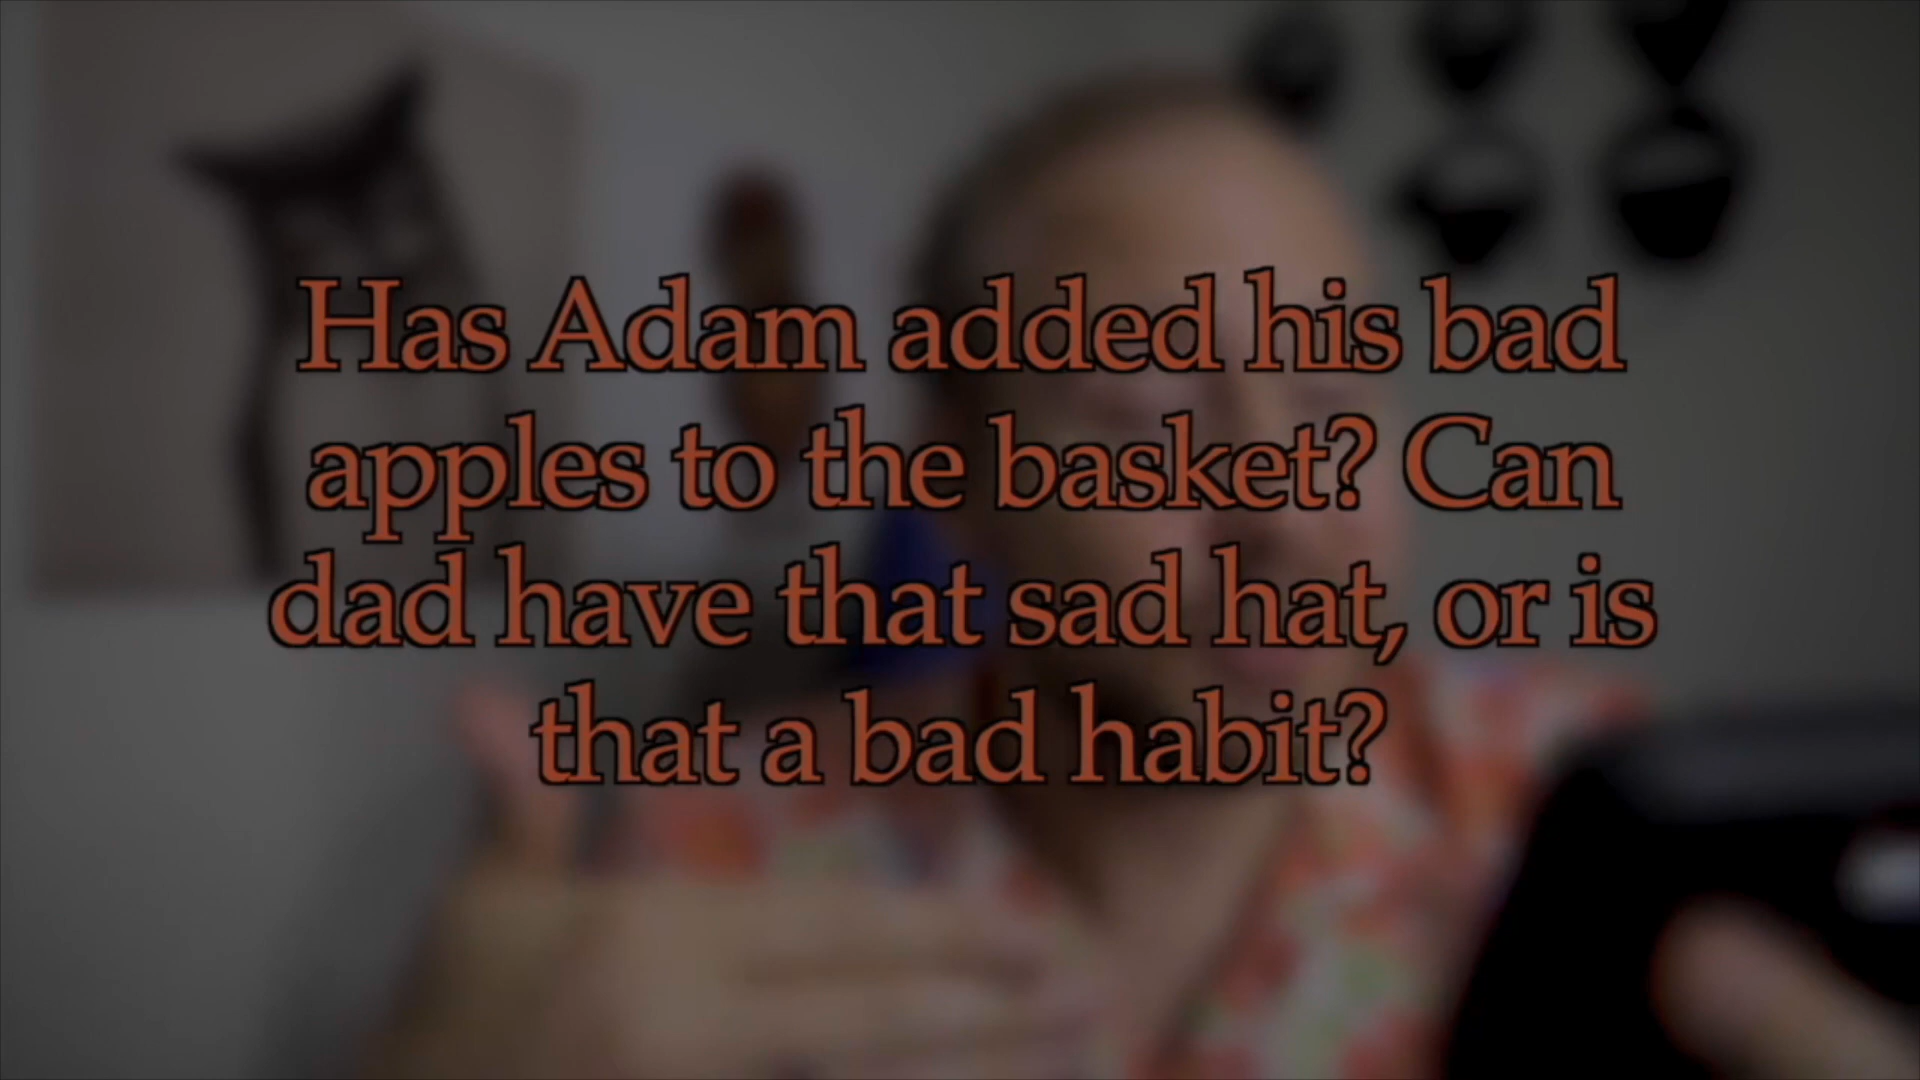 Has Adam added his bad
apples to the basket? Can
dad have that sad hat, or is
that a bad habit?